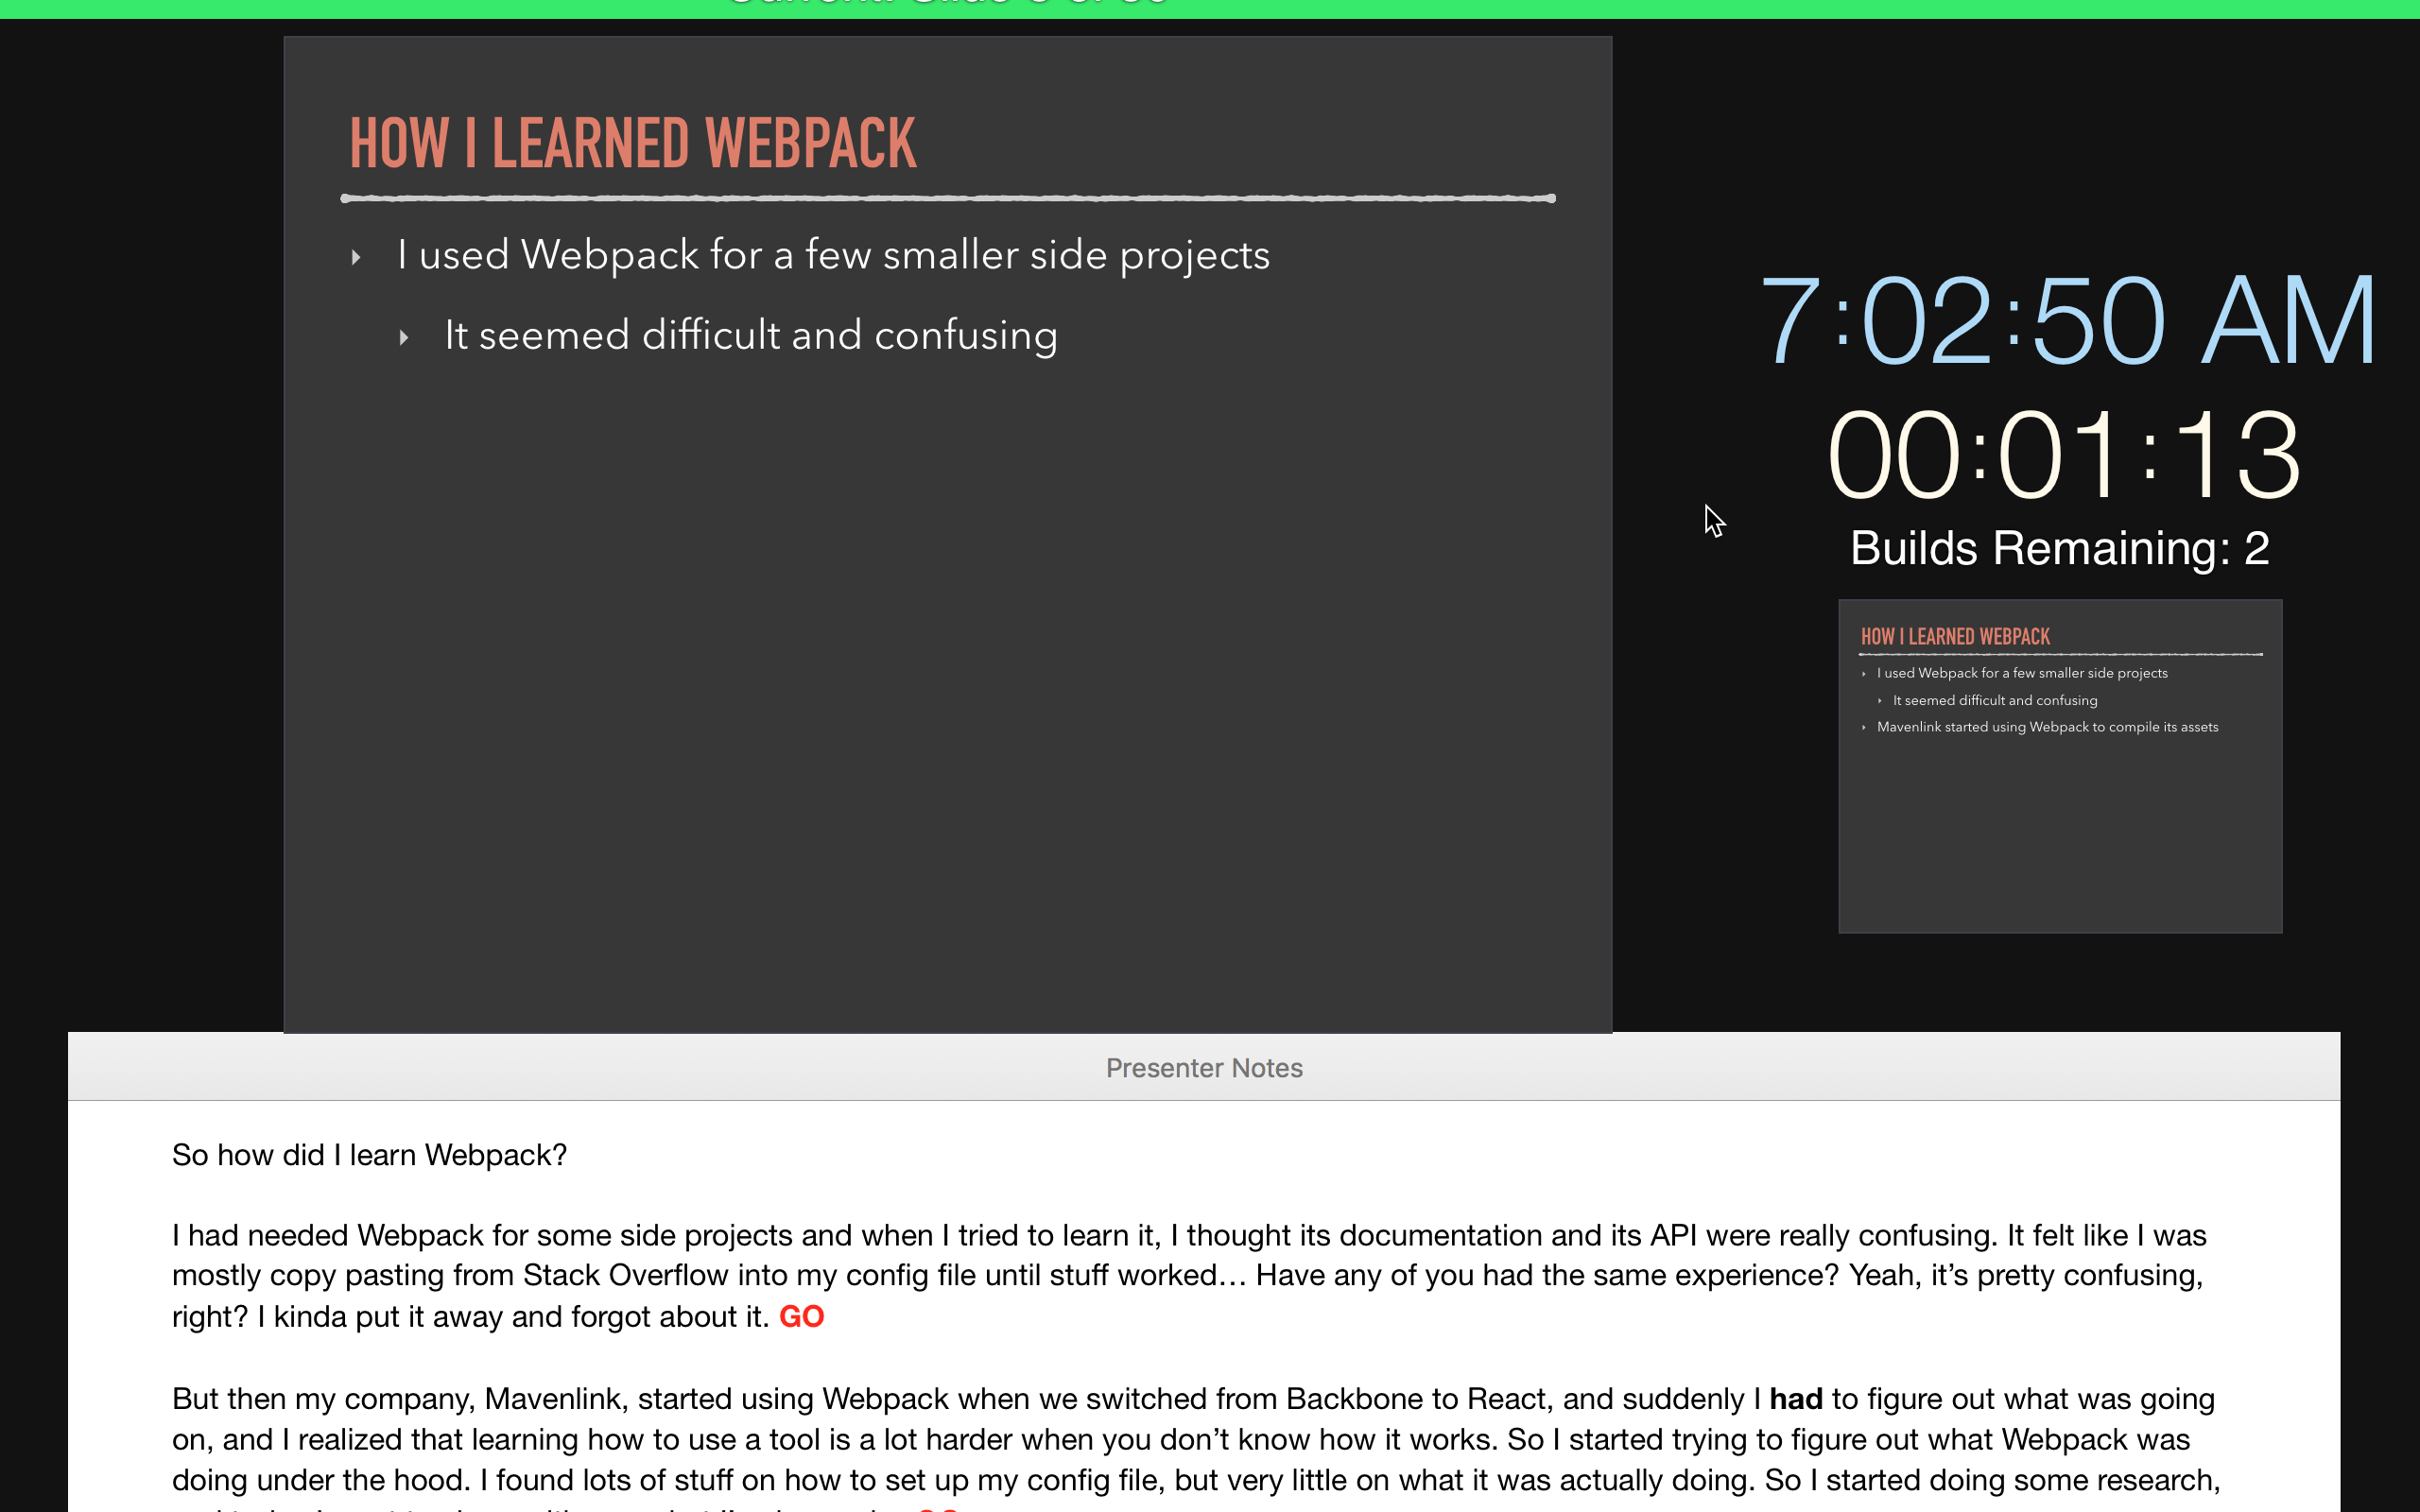 HOW I LEARNED WEBPACK
I used Webpack for a few smaller side projects
It seemed difficult and confusing
7:02:50 AM
00:01:13
Builds Remaining: 2
HOW I LEARNED WEBPACK
I used Webpack for a few smaller side projects
It seemed difficult and confusing
Mavenlink started using Webpack to compile its assets
Presenter Notes
So how did I learn Webpack?
I had needed Webpack for some side projects and when I tried to learn it, I thought its documentation and its API were really confusing. It felt like I was
mostly copy pasting from Stack Overflow into my config file until stuff worked… Have any of you had the same experience? Yeah, it’s pretty confusing,
right? I kinda put it away and forgot about it. GO
But then my company, Mavenlink, started using Webpack when we switched from Backbone to React, and suddenly I had to figure out what was going
on, and I realized that learning how to use a tool is a lot harder when you don’t know how it works. So I started trying to figure out what Webpack was
doing under the hood. I found lots of stuff on how to set up my config file, but very little on what it was actually doing. So I started doing some research,